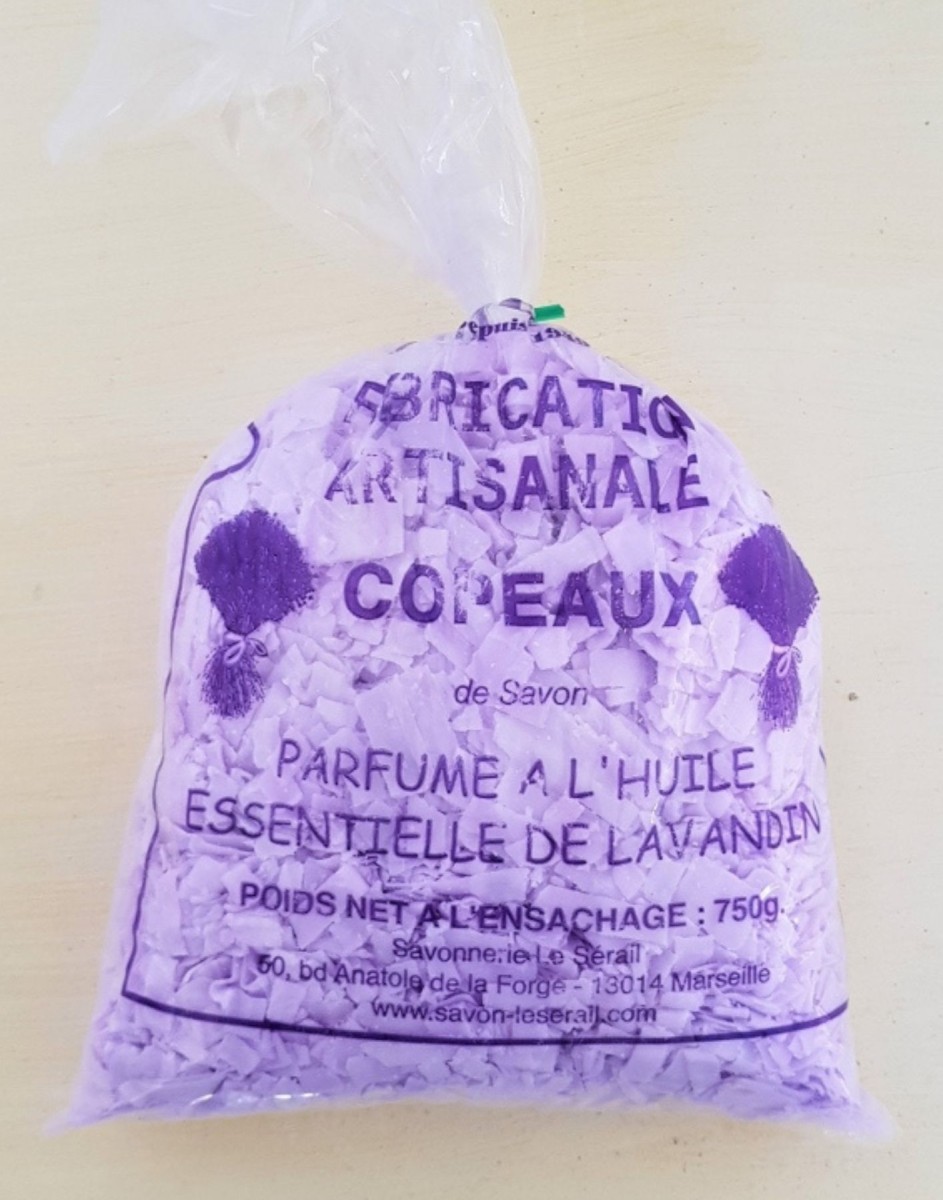 FABRICATIO
ARTISANALE
COPEAUX
de Savon
PARFUME A L'HUILE
ESSENTIELLE DE LAVANDIN
POIDS NET A L'ENSACHAGE : 750g.
Savonnerie Le Sérail
50, bd Anatole de la Forge - 13014 Marseille
www.savon-leserail.com